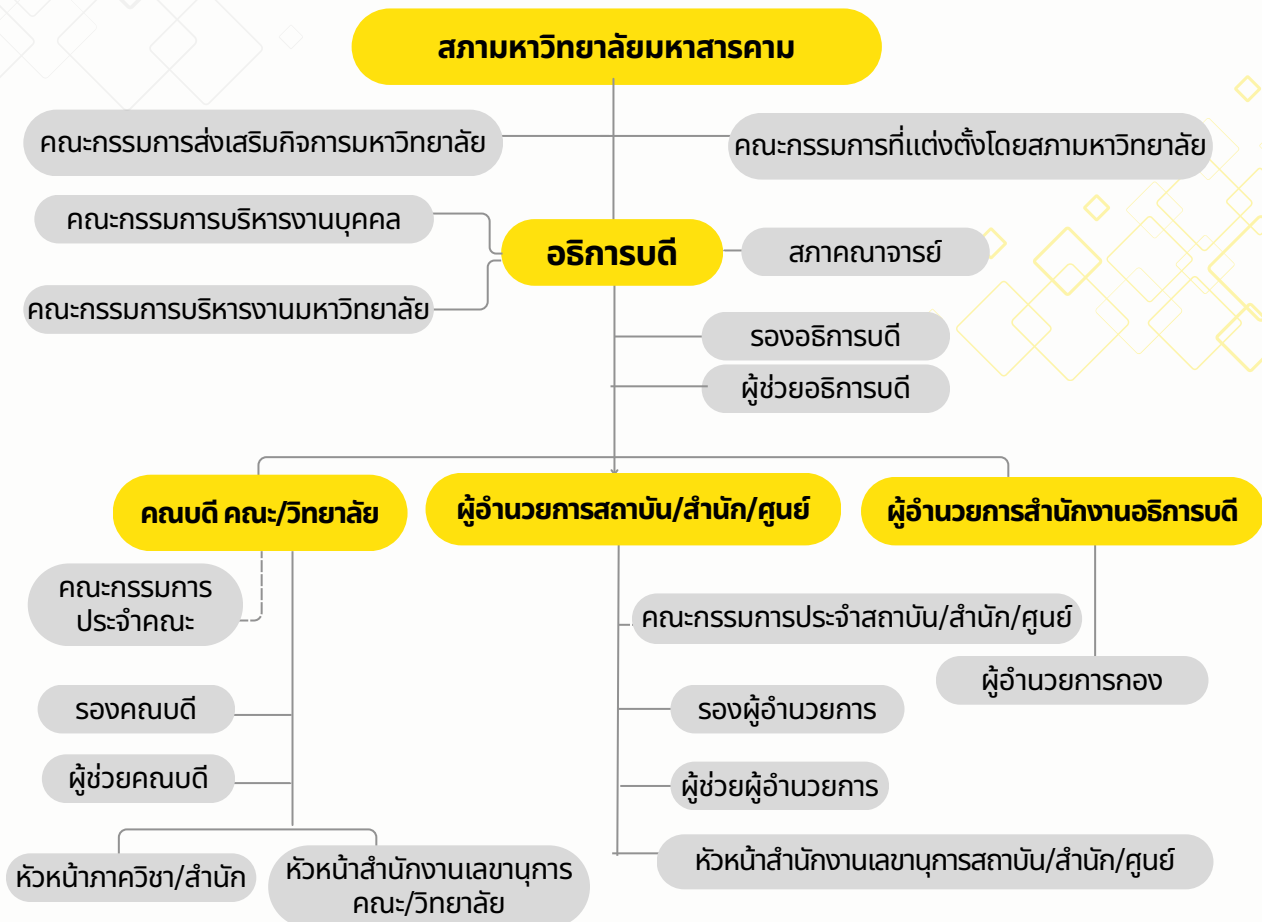 สภามหาวิทยาลัยมหาสารคาม
คณะกรรมการส่งเสริมกิจการมหาวิทยาลัย
คณะกรรมการที่แต่งตั้งโดยสภามหาวิทยาลัย
คณะกรรมการบริหารงานบุคคล
อธิการบดี
สภาคณาจารย์
คณะกรรมการบริหารงานมหาวิทยาลัย
รองอธิการบดี
ผู้ช่วยอธิการบดี
คณบดี คณะ/วิทยาลัย
ผู้อำนวยการสถาบัน/สำนัก/ศูนย์
ผู้อำนวยการสำนักงานอธิการบดี
คณะกรรมการ
ประจำคณะ
คณะกรรมการประจำสถาบัน/สำนัก/ศูนย์
ผู้อำนวยการกอง
รองคณบดี
รองผู้อำนวยการ
ผู้ช่วยคณบดี
ผู้ช่วยผู้อำนวยการ
หัวหน้าภาควิชา/สำนัก
หัวหน้าสำนักงานเลขานุการ
คณะ/วิทยาลัย
หัวหน้าสำนักงานเลขานุการสถาบัน/สำนัก/ศูนย์